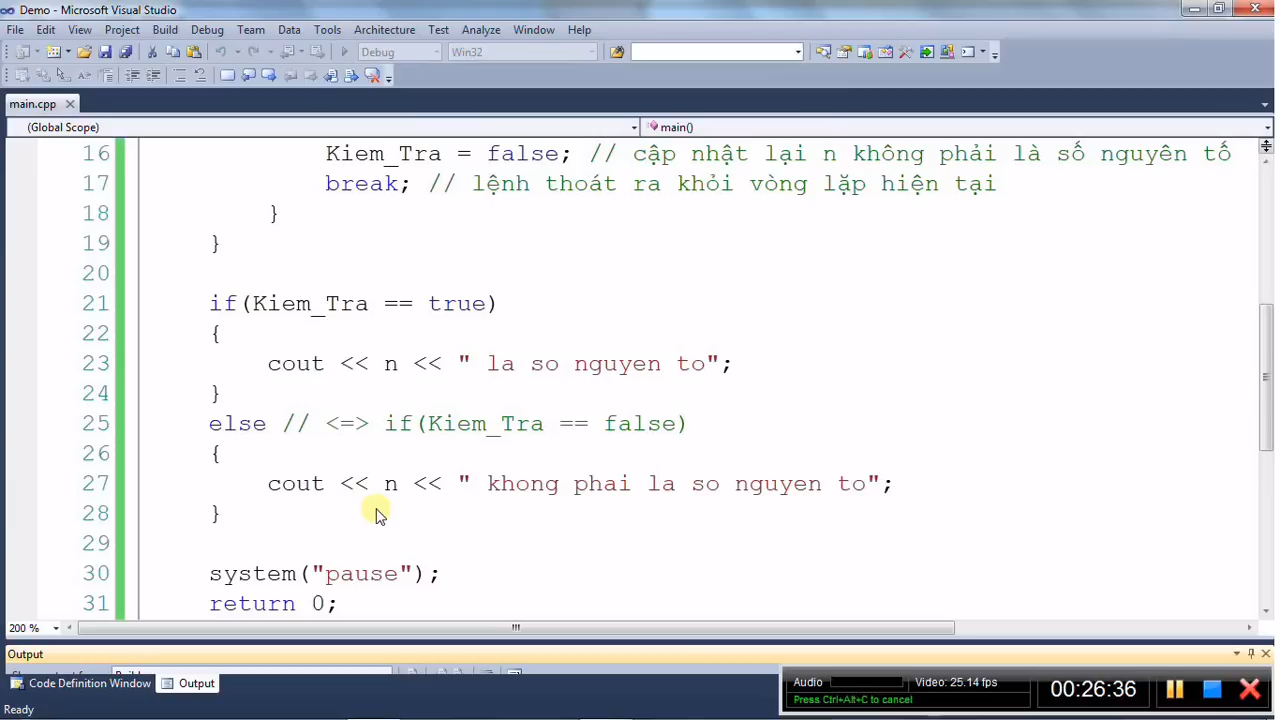 Demo - Microsoft Visual Studio
File Edit View Project Build Debug Team Data Tools Architecture Test Analyze Window Help
Debug Win32
main.cpp
(Global Scope) main()
16 Kiem_Tra = false; // cập nhật lại n không phải là số nguyên tố
17 break; // lệnh thoát ra khỏi vòng lặp hiện tại
18 }
19 }
20
21 if(Kiem_Tra == true)
22 {
23 cout << n << " la so nguyen to";
24 }
25 else // <=> if(Kiem_Tra == false)
26 {
27 cout << n << " khong phai la so nguyen to";
28 }
29
30 system("pause");
31 return 0;
200 %
Output
Code Definition Window Output
Ready
Audio Video: 25.14 fps
Press Ctrl+Alt+C to cancel
00:26:36